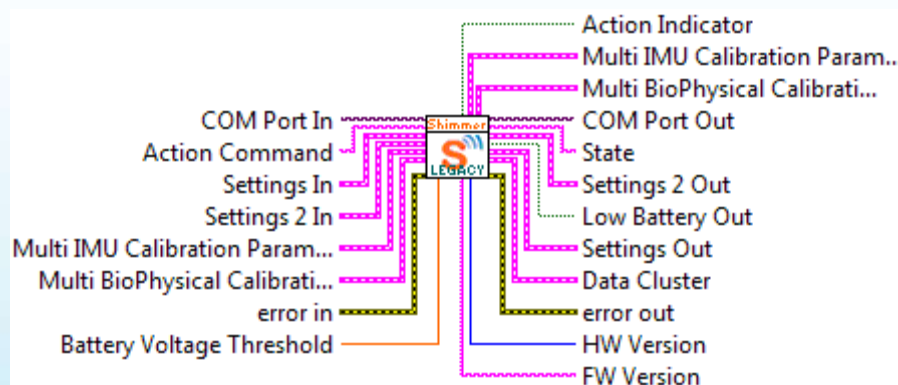 Action Indicator
Multi IMU Calibration Param...
Multi BioPhysical Calibrati...
COM Port In
COM Port Out
Action Command
State
Settings In
Settings 2 Out
Settings 2 In
Low Battery Out
Multi IMU Calibration Param...
Settings Out
Multi BioPhysical Calibrati...
Data Cluster
error in
error out
Battery Voltage Threshold
HW Version
FW Version
Shimmer
S
LEGACY